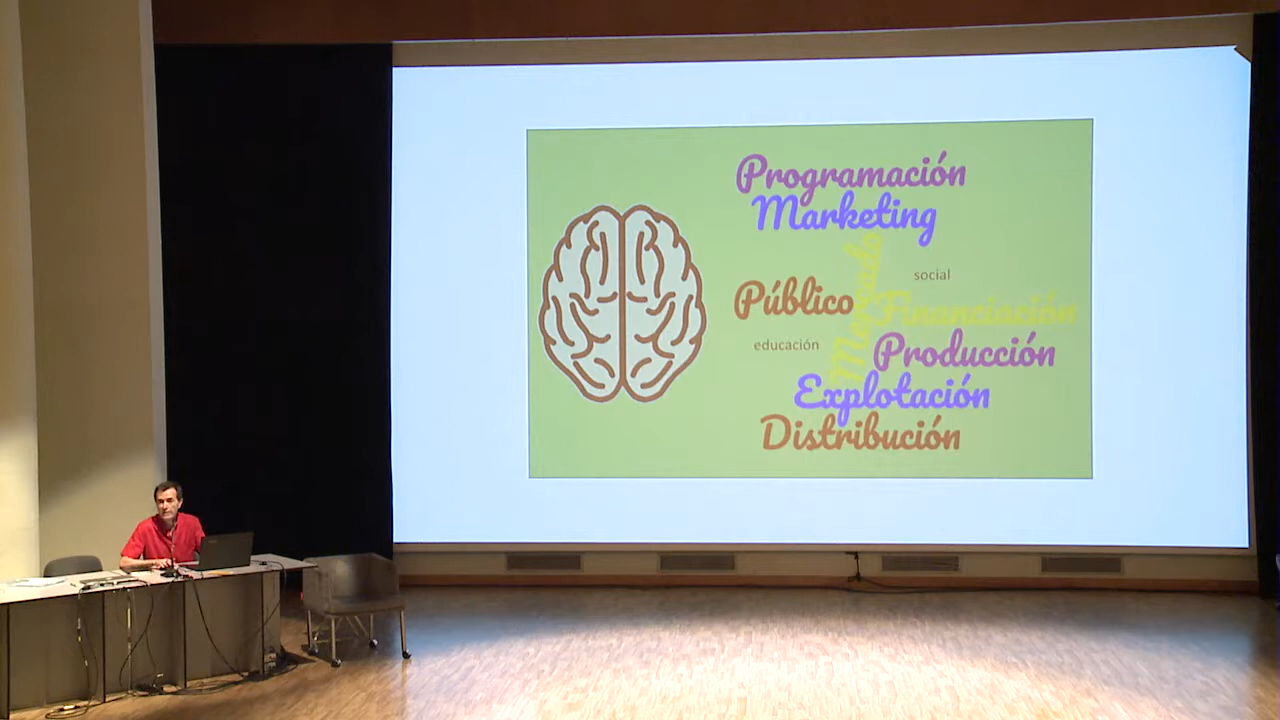 Programación
Marketing
Mercado
social
Público
Financiación
educación
Producción
Explotación
Distribución